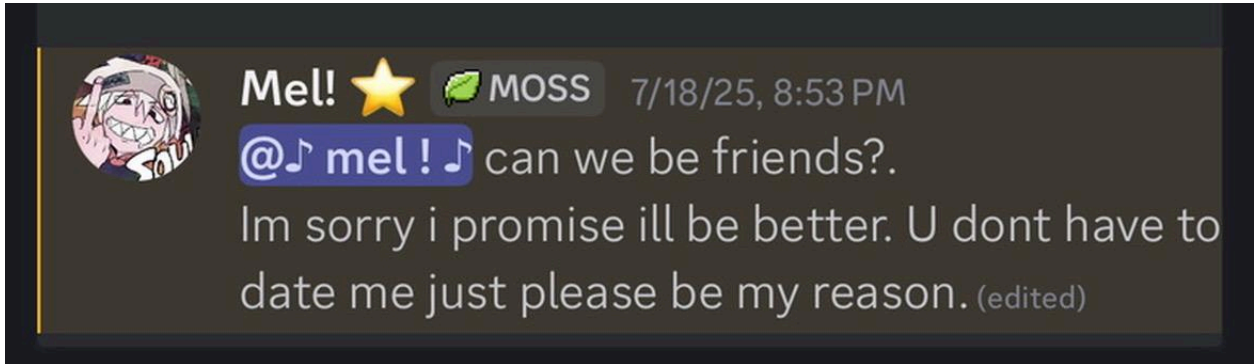 Mel! ⭐ MOSS 7/18/25, 8:53 PM
@♪ mel ! ♪ can we be friends?.
Im sorry i promise ill be better. U dont have to
date me just please be my reason. (edited)